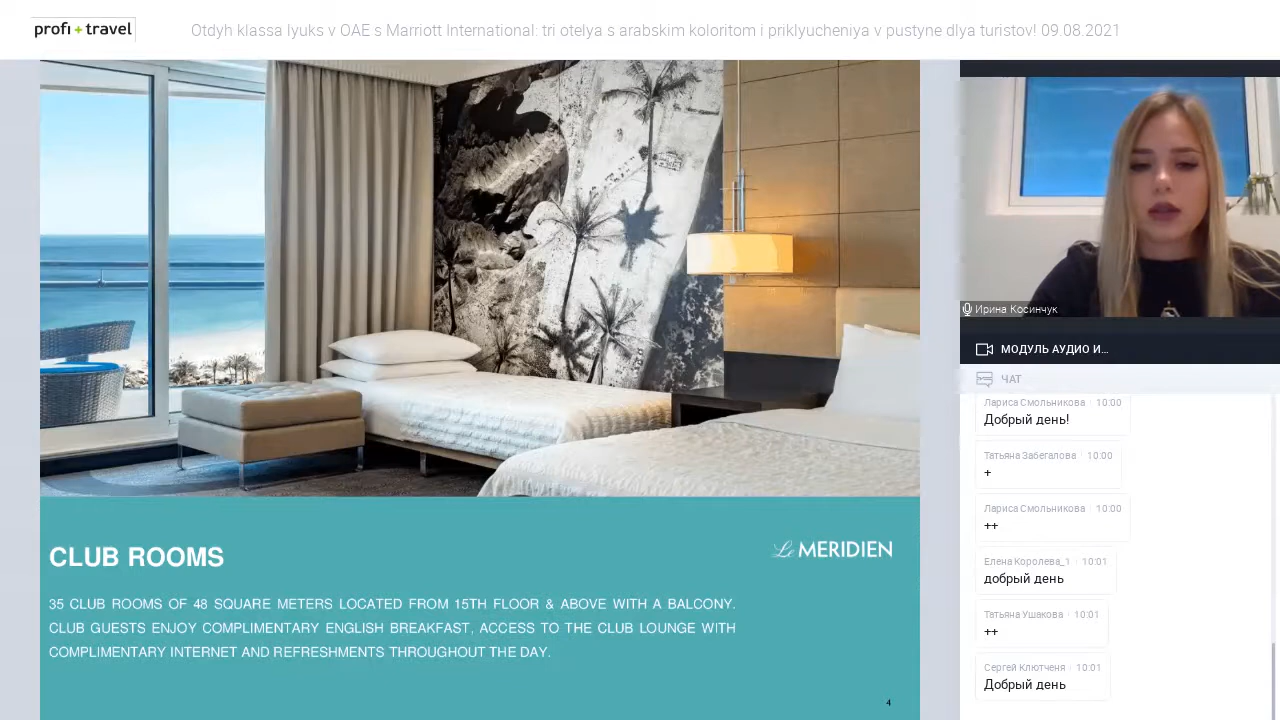 profi + travel
Otdyh klassa lyuks v OAE s Marriott International: tri otelya s arabskim koloritom i priklyucheniya v pustyne dlya turistov! 09.08.2021
Ирина Косинчук
МОДУЛЬ АУДИО И...
ЧАТ
Лариса Смольникова · 10:00
Добрый день!
Татьяна Забегалова · 10:00
+
Лариса Смольникова · 10:00
++
Елена Королева_1 · 10:01
добрый день
Татьяна Ушакова · 10:01
++
Сергей Клютченя · 10:01
Добрый день
CLUB ROOMS
Le MERIDIEN
35 CLUB ROOMS OF 48 SQUARE METERS LOCATED FROM 15TH FLOOR & ABOVE WITH A BALCONY.
CLUB GUESTS ENJOY COMPLIMENTARY ENGLISH BREAKFAST, ACCESS TO THE CLUB LOUNGE WITH
COMPLIMENTARY INTERNET AND REFRESHMENTS THROUGHOUT THE DAY.
4